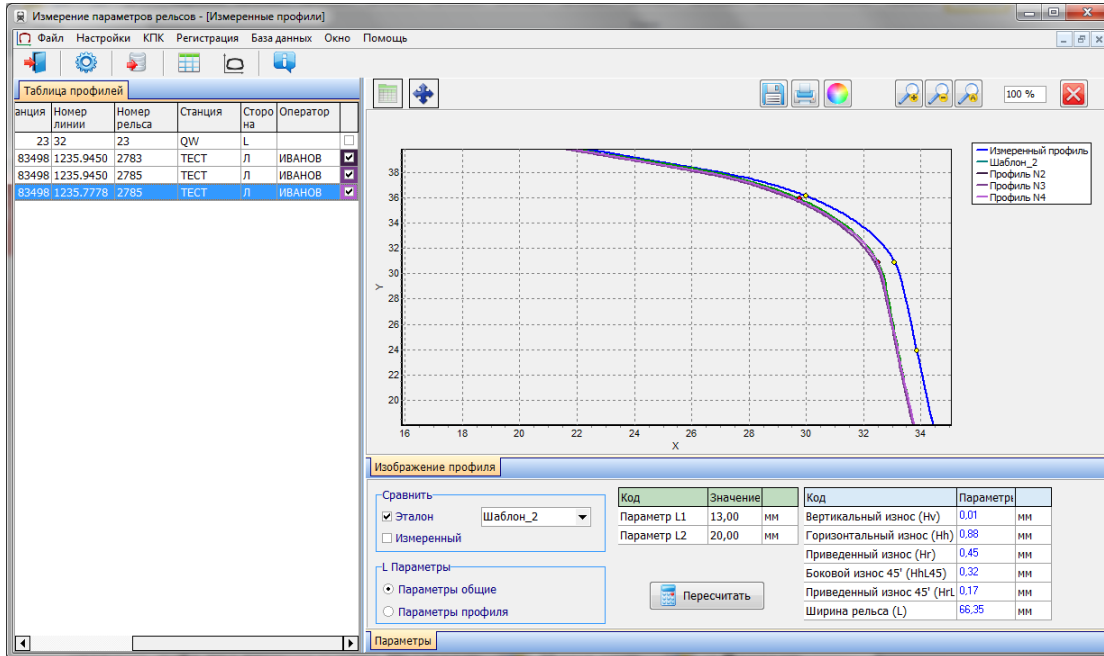 Измерение параметров рельсов - [Измеренные профили]
Файл Настройки КПК Регистрация База данных Окно Помощь
Таблица профилей
анция Номер линии Номер рельса Станция Сторо на Оператор
23 32 23 QW L
83498 1235.9450 2783 ТЕСТ Л ИВАНОВ
83498 1235.9450 2785 ТЕСТ Л ИВАНОВ
83498 1235.7778 2785 ТЕСТ Л ИВАНОВ
100 %
Измеренный профиль
Шаблон_2
Профиль N2
Профиль N3
Профиль N4
38
36
34
32
30
28
26
24
22
20
Y
16 18 20 22 24 26 28 30 32 34
X
Изображение профиля
Сравнить
Эталон Шаблон_2
Измеренный
L Параметры
Параметры общие
Параметры профиля
Код Значение
Параметр L1 13,00 мм
Параметр L2 20,00 мм
Пересчитать
Код Параметры
Вертикальный износ (Hv) 0,01 мм
Горизонтальный износ (Hh) 0,88 мм
Приведенный износ (Hr) 0,45 мм
Боковой износ 45' (HhL45) 0,32 мм
Приведенный износ 45' (HrL 0,17 мм
Ширина рельса (L) 66,35 мм
Параметры